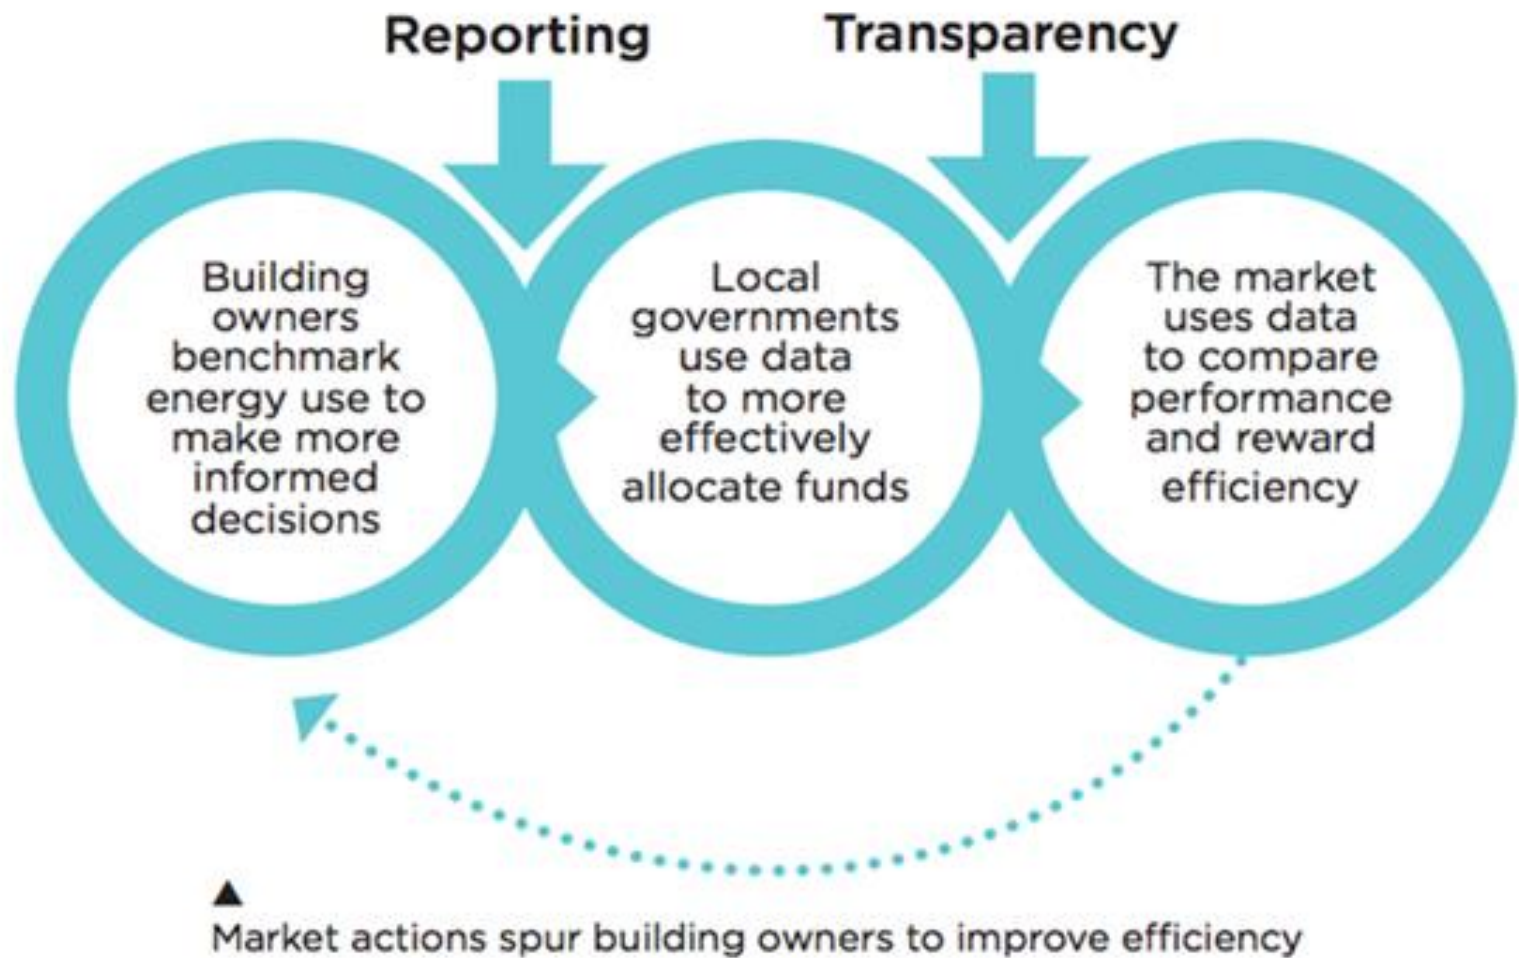 Reporting
Transparency
Building
owners
benchmark
energy use to
make more
informed
decisions
Local
governments
use data
to more
effectively
allocate funds
The market
uses data
to compare
performance
and reward
efficiency
Market actions spur building owners to improve efficiency